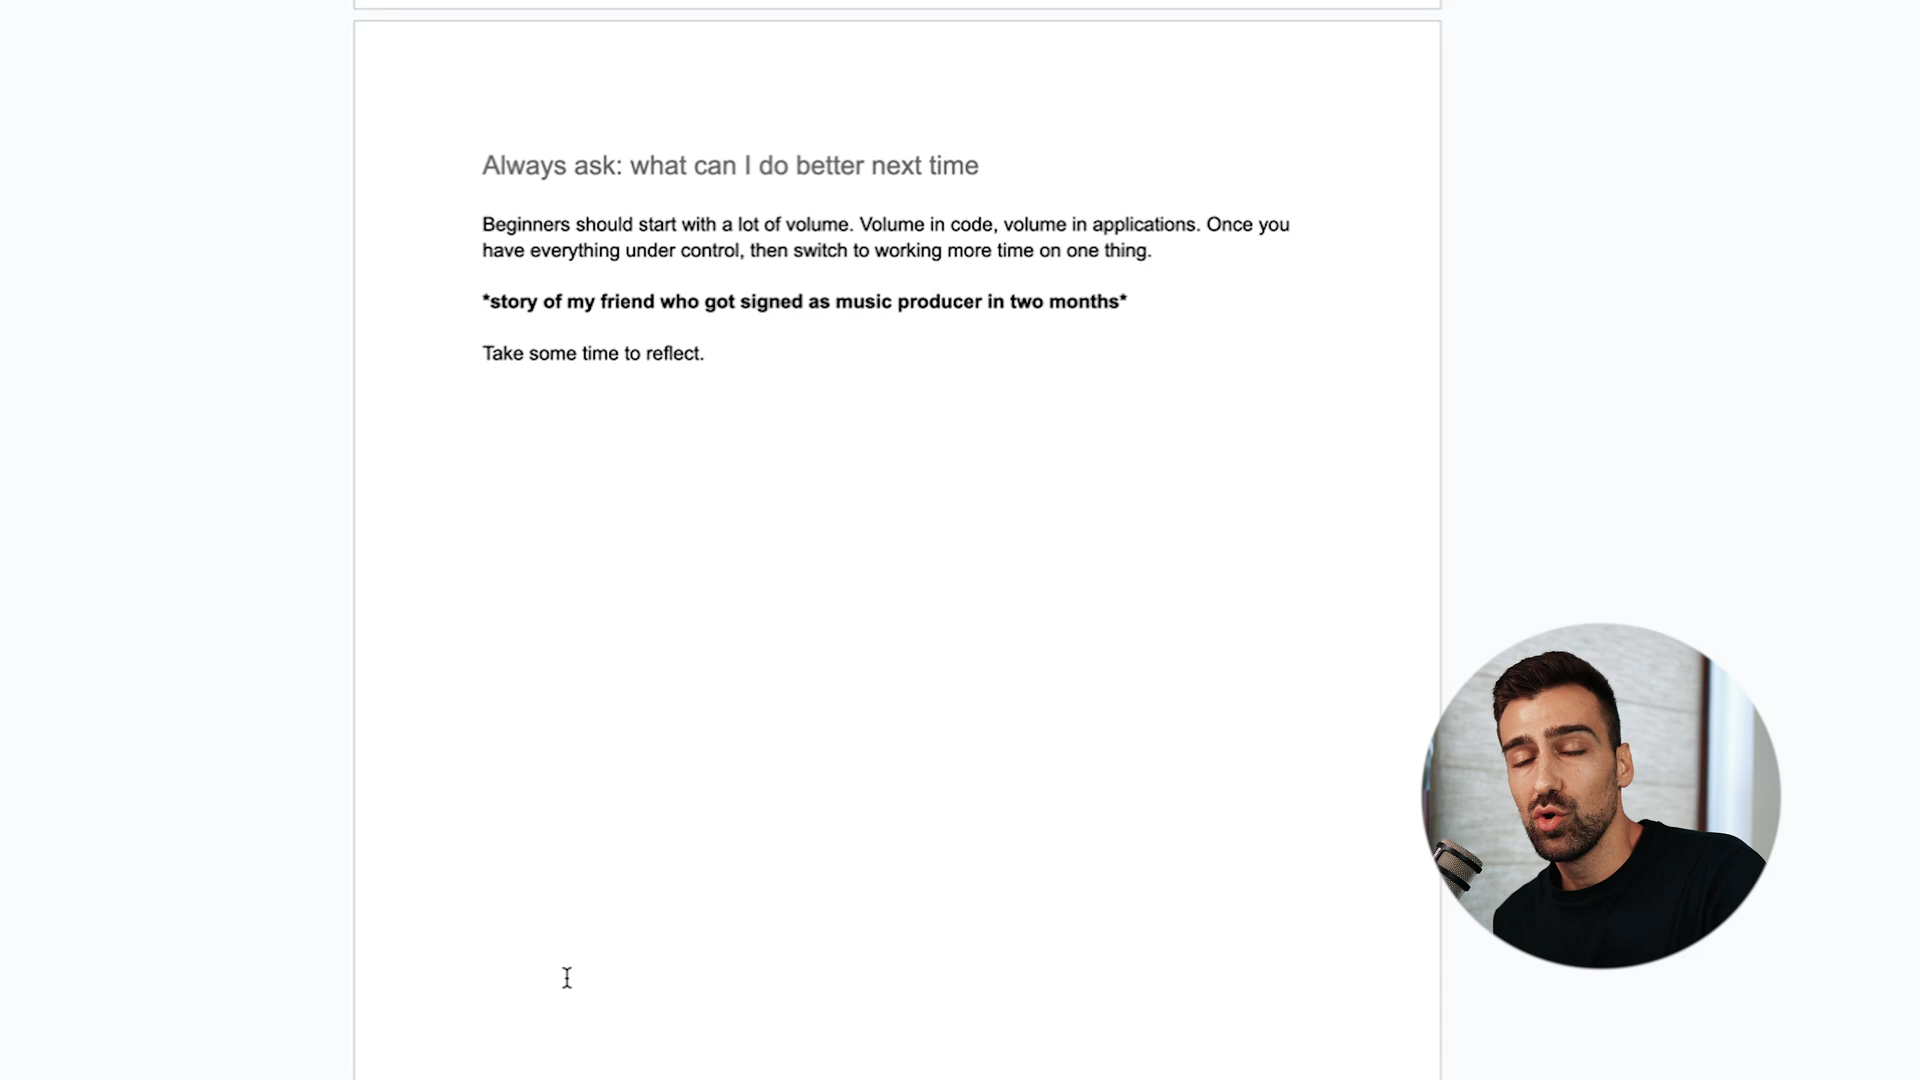 Always ask: what can I do better next time
Beginners should start with a lot of volume. Volume in code, volume in applications. Once you
have everything under control, then switch to working more time on one thing.
*story of my friend who got signed as music producer in two months*
Take some time to reflect.